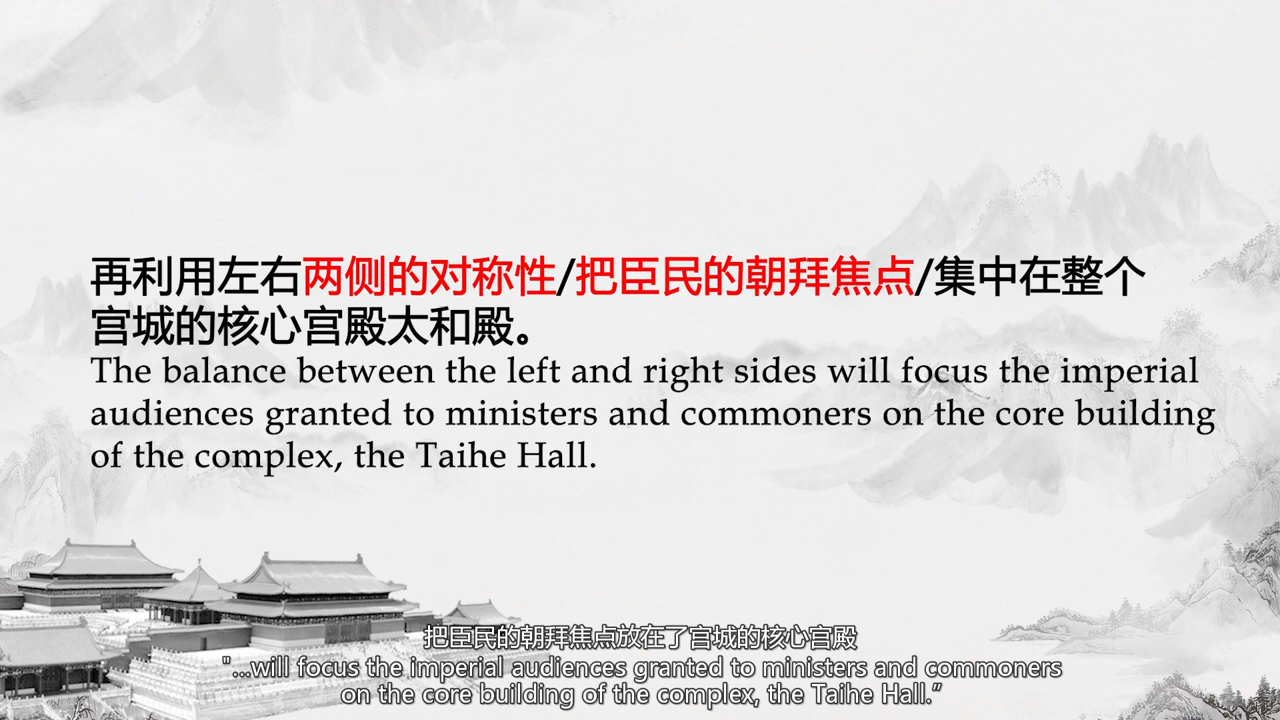 再利用左右两侧的对称性/把臣民的朝拜焦点/集中在整个
宫城的核心宫殿太和殿。
The balance between the left and right sides will focus the imperial
audiences granted to ministers and commoners on the core building
of the complex, the Taihe Hall.
把臣民的朝拜焦点放在了宫城的核心宫殿
"...will focus the imperial audiences granted to ministers and commoners
on the core building of the complex, the Taihe Hall.”